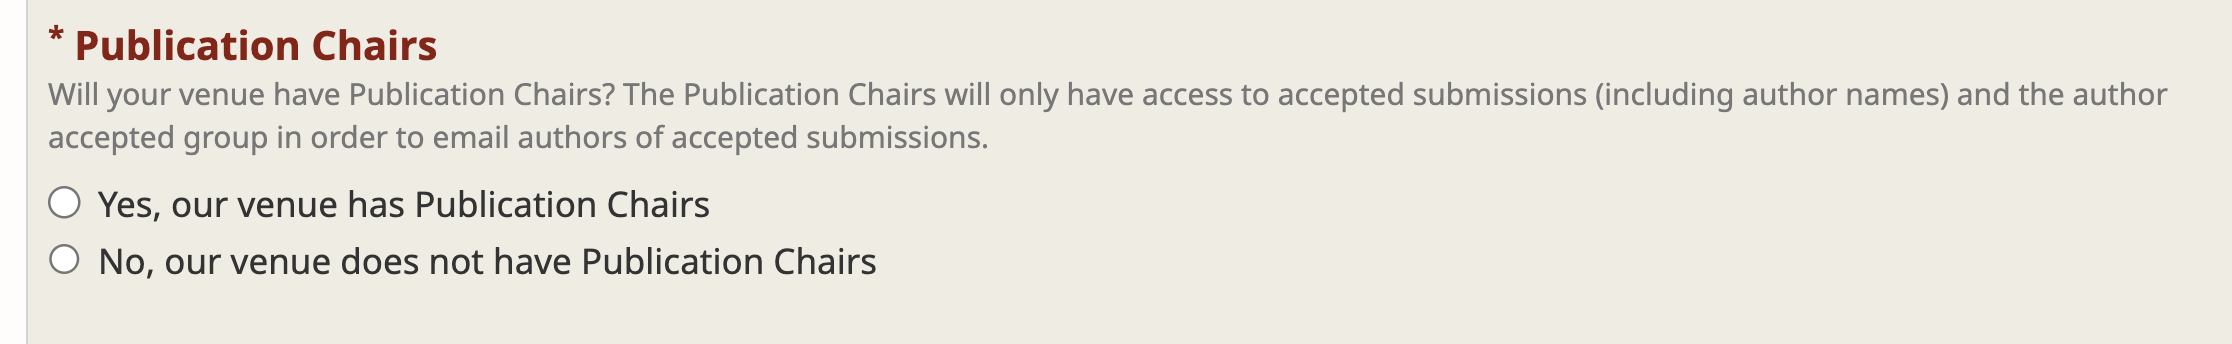 * Publication Chairs
Will your venue have Publication Chairs? The Publication Chairs will only have access to accepted submissions (including author names) and the author
accepted group in order to email authors of accepted submissions.
Yes, our venue has Publication Chairs
No, our venue does not have Publication Chairs